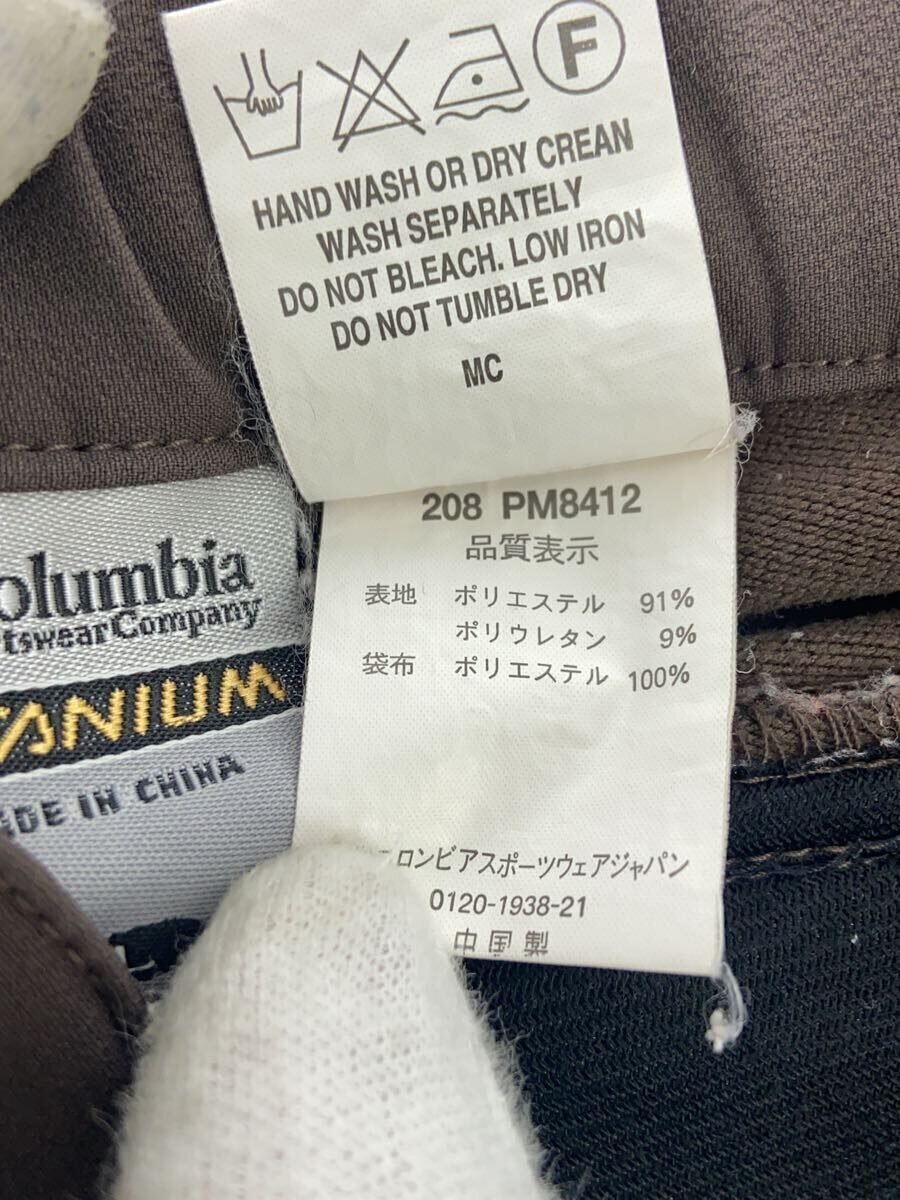 F
HAND WASH OR DRY CREAN
WASH SEPARATELY
DO NOT BLEACH. LOW IRON
DO NOT TUMBLE DRY
MC
208 PM8412
品質表示
表地 ポリエステル 91%
ポリウレタン 9%
袋布 ポリエステル 100%
ロンビアスポーツウェアジャパン
0120-1938-21
中国製
olumbia
tswear Company
TANIUM
ADE IN CHINA